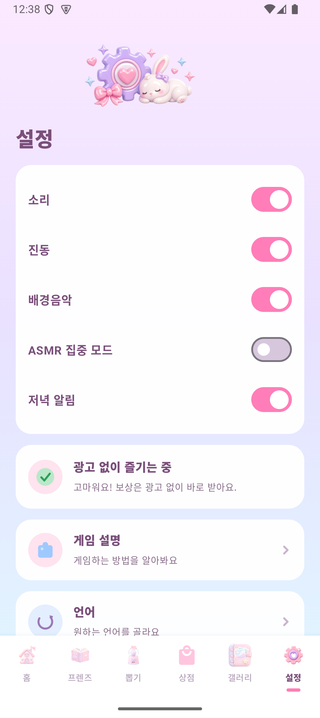 12:38
설정
소리
진동
배경음악
ASMR 집중 모드
저녁 알림
광고 없이 즐기는 중
고마워요! 보상은 광고 없이 바로 받아요.
게임 설명
게임하는 방법을 알아봐요
언어
원하는 언어를 골라요
홈
프렌즈
뽑기
상점
갤러리
설정